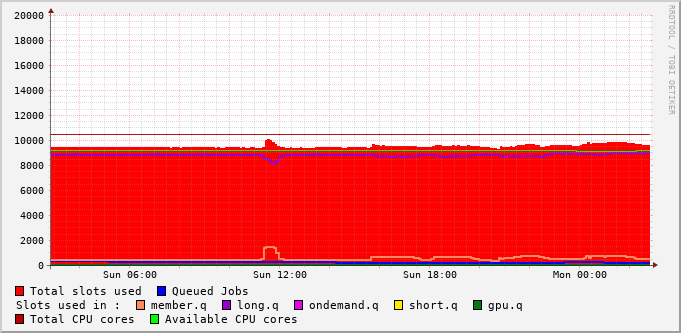 20000
18000
16000
14000
12000
10000
8000
6000
4000
2000
0
Sun 06:00 Sun 12:00 Sun 18:00 Mon 00:00
Total slots used Queued Jobs
Slots used in : member.q long.q ondemand.q short.q gpu.q
Total CPU cores Available CPU cores
RRDTOOL / TOBI OETIKER